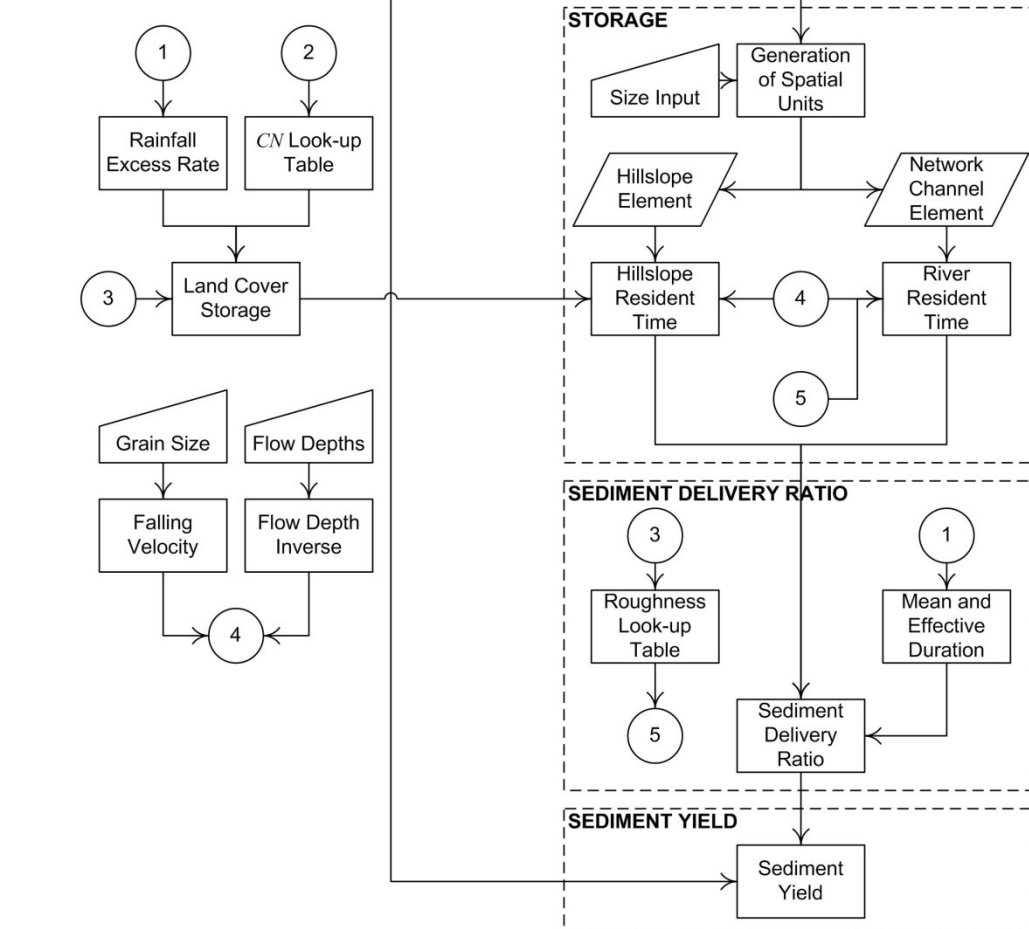 STORAGE
1
2
Generation
of Spatial
Units
Size Input
Rainfall
Excess Rate
CN Look-up
Table
Hillslope
Element
Network
Channel
Element
3
Land Cover
Storage
Hillslope
Resident
Time
4
River
Resident
Time
5
Grain Size
Flow Depths
SEDIMENT DELIVERY RATIO
Falling
Velocity
Flow Depth
Inverse
3
1
Roughness
Look-up
Table
Mean and
Effective
Duration
4
5
Sediment
Delivery
Ratio
SEDIMENT YIELD
Sediment
Yield